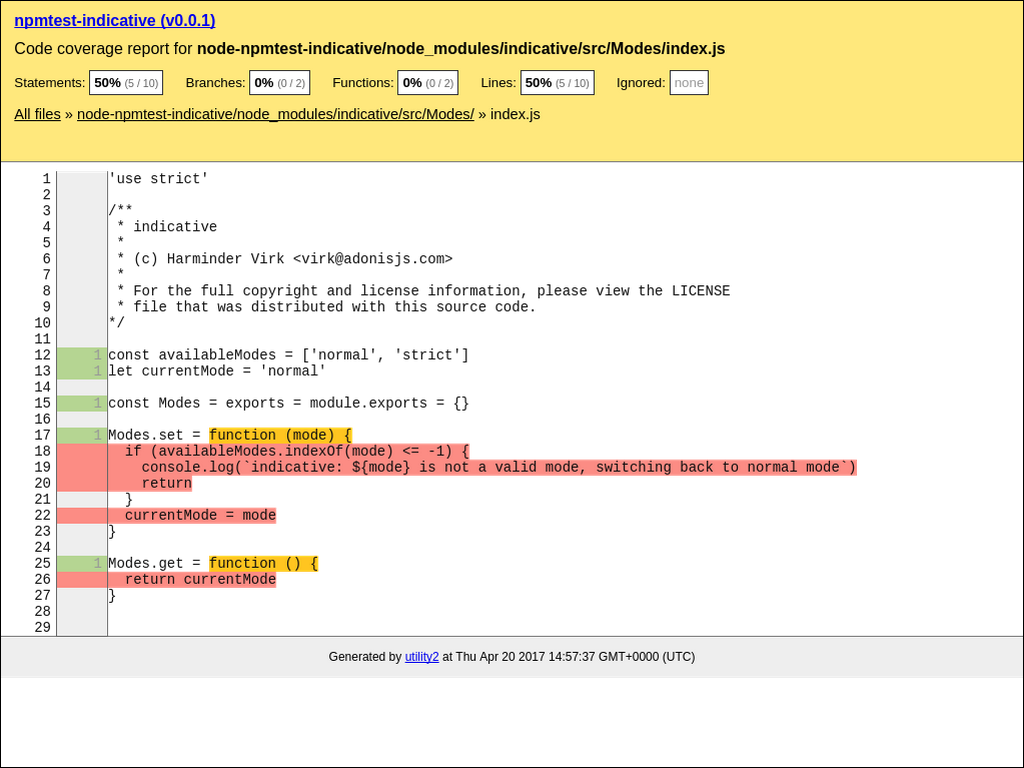 npmtest-indicative (v0.0.1)
Code coverage report for node-npmtest-indicative/node_modules/indicative/src/Modes/index.js
Statements: 50% (5 / 10) Branches: 0% (0 / 2) Functions: 0% (0 / 2) Lines: 50% (5 / 10) Ignored: none
All files » node-npmtest-indicative/node_modules/indicative/src/Modes/ » index.js
1 'use strict'
2
3 /**
4  * indicative
5  *
6  * (c) Harminder Virk <virk@adonisjs.com>
7  *
8  * For the full copyright and license information, please view the LICENSE
9  * file that was distributed with this source code.
10 */
11
12 1 const availableModes = ['normal', 'strict']
13 1 let currentMode = 'normal'
14
15 1 const Modes = exports = module.exports = {}
16
17 1 Modes.set = function (mode) {
18   if (availableModes.indexOf(mode) <= -1) {
19     console.log(`indicative: ${mode} is not a valid mode, switching back to normal mode`)
20     return
21   }
22   currentMode = mode
23 }
24
25 1 Modes.get = function () {
26   return currentMode
27 }
28
29
Generated by utility2 at Thu Apr 20 2017 14:57:37 GMT+0000 (UTC)